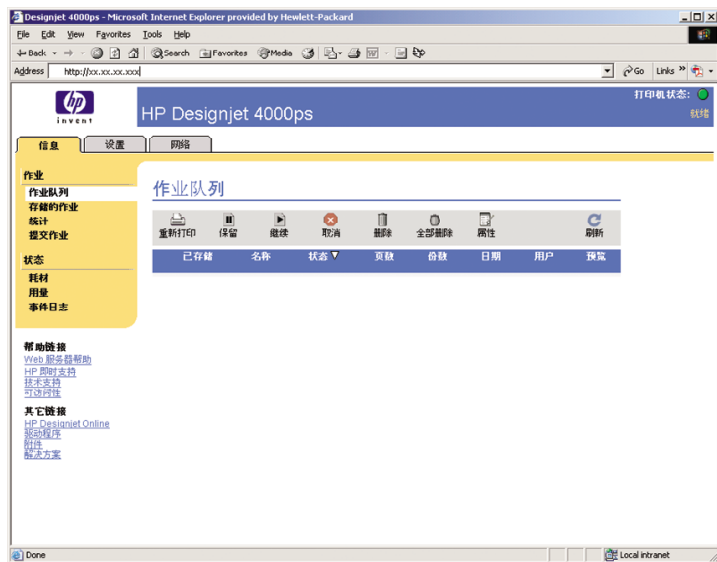 Designjet 4000ps - Microsoft Internet Explorer provided by Hewlett-Packard
File Edit View Favorites Tools Help
Back Search Favorites Media
Address http://xx.xx.xx.xxx Go Links »
hp
invent
HP Designjet 4000ps
打印机状态:
就绪
信息 设置 网络
作业
作业队列
存储的作业
统计
提交作业
状态
耗材
用量
事件日志
作业队列
重新打印 保留 继续 取消 删除 全部删除 属性 刷新
已存储 名称 状态 页数 份数 日期 用户 预览
帮助链接
Web 服务器帮助
HP 即时支持
技术支持
可访问性
其它链接
HP Designjet Online
驱动程序
附件
解决方案
Done Local intranet